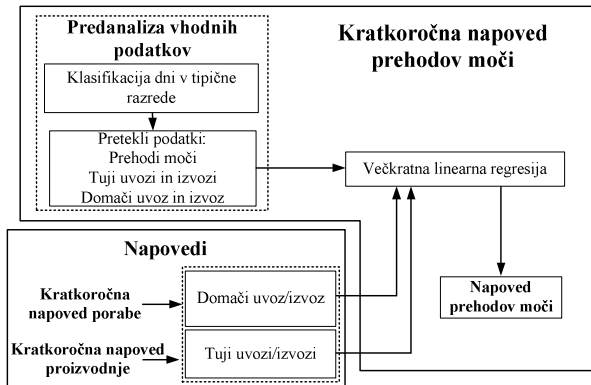 Predanaliza vhodnih
podatkov
Kratkoročna napoved
prehodov moči
Klasifikacija dni v tipične
razrede
Pretekli podatki:
Prehodi moči
Tuji uvozi in izvozi
Domači uvoz in izvoz
Večkratna linearna regresija
Napovedi
Kratkoročna
napoved porabe
Domači uvoz/izvoz
Napoved
prehodov moči
Kratkoročna napoved
proizvodnje
Tuji uvozi/izvozi